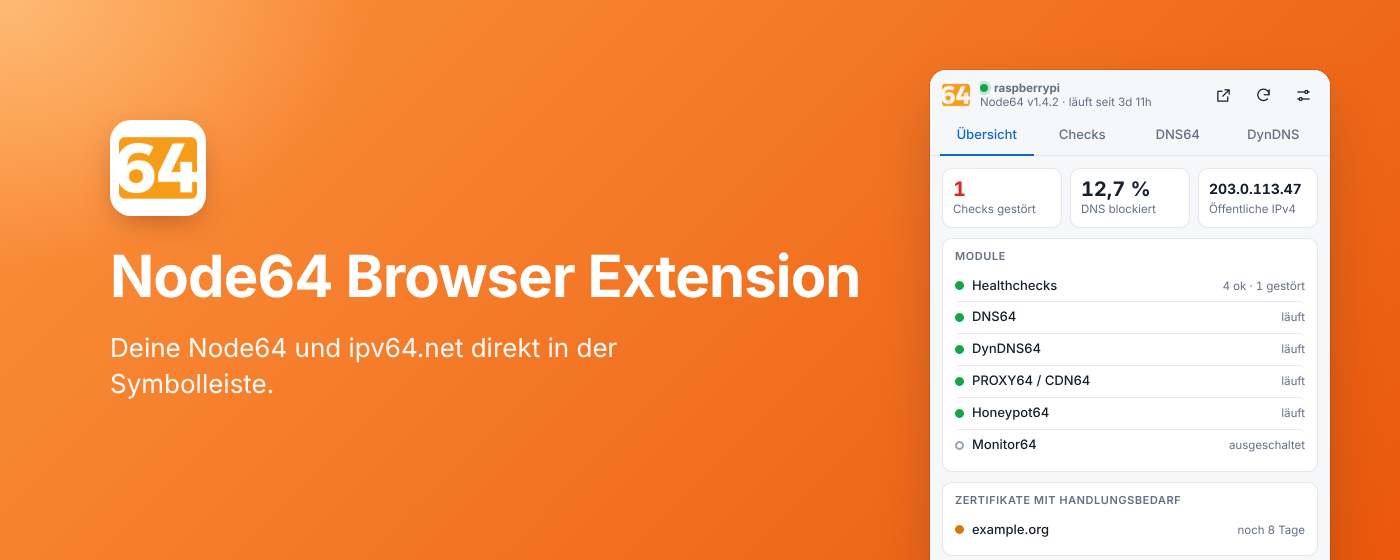 64
Node64 Browser Extension
Deine Node64 und ipv64.net direkt in der
Symbolleiste.
64
raspberrypi
Node64 v1.4.2 · läuft seit 3d 11h
Übersicht Checks DNS64 DynDNS
1 12,7 % 203.0.113.47
Checks gestört DNS blockiert Öffentliche IPv4
MODULE
Healthchecks 4 ok · 1 gestört
DNS64 läuft
DynDNS64 läuft
PROXY64 / CDN64 läuft
Honeypot64 läuft
Monitor64 ausgeschaltet
ZERTIFIKATE MIT HANDLUNGSBEDARF
example.org noch 8 Tage